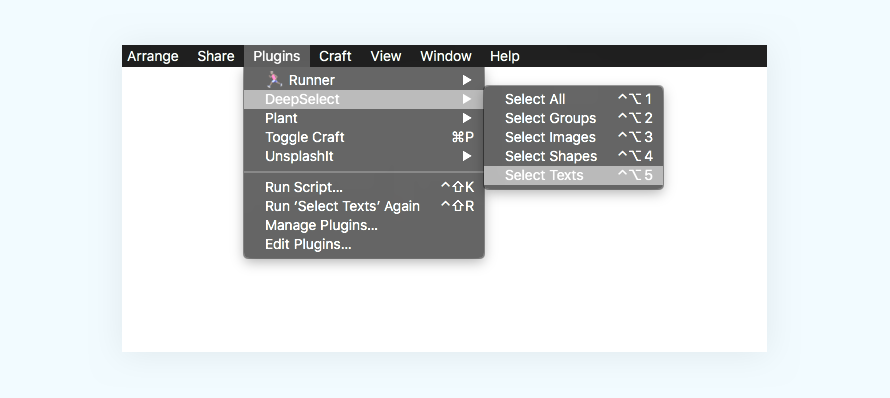 Arrange Share Plugins Craft View Window Help
Runner ▶
DeepSelect ▶
Plant ▶
Toggle Craft ⌘P
UnsplashIt ▶
Run Script... ^⇧K
Run ‘Select Texts’ Again ^⇧R
Manage Plugins...
Edit Plugins...
Select All ^⌥1
Select Groups ^⌥2
Select Images ^⌥3
Select Shapes ^⌥4
Select Texts ^⌥5